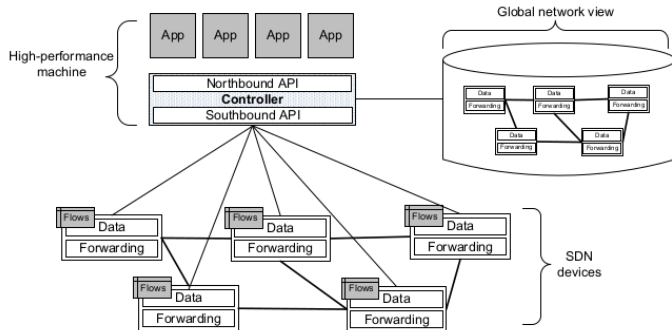 Global network view
App App App App
High-performance
machine
Northbound API
Controller
Southbound API
Data
Forwarding
Data
Forwarding
Data
Forwarding
Data
Forwarding
Data
Forwarding
Flows
Data
Forwarding
Flows
Data
Forwarding
Flows
Data
Forwarding
SDN
devices
Flows
Data
Forwarding
Flows
Data
Forwarding